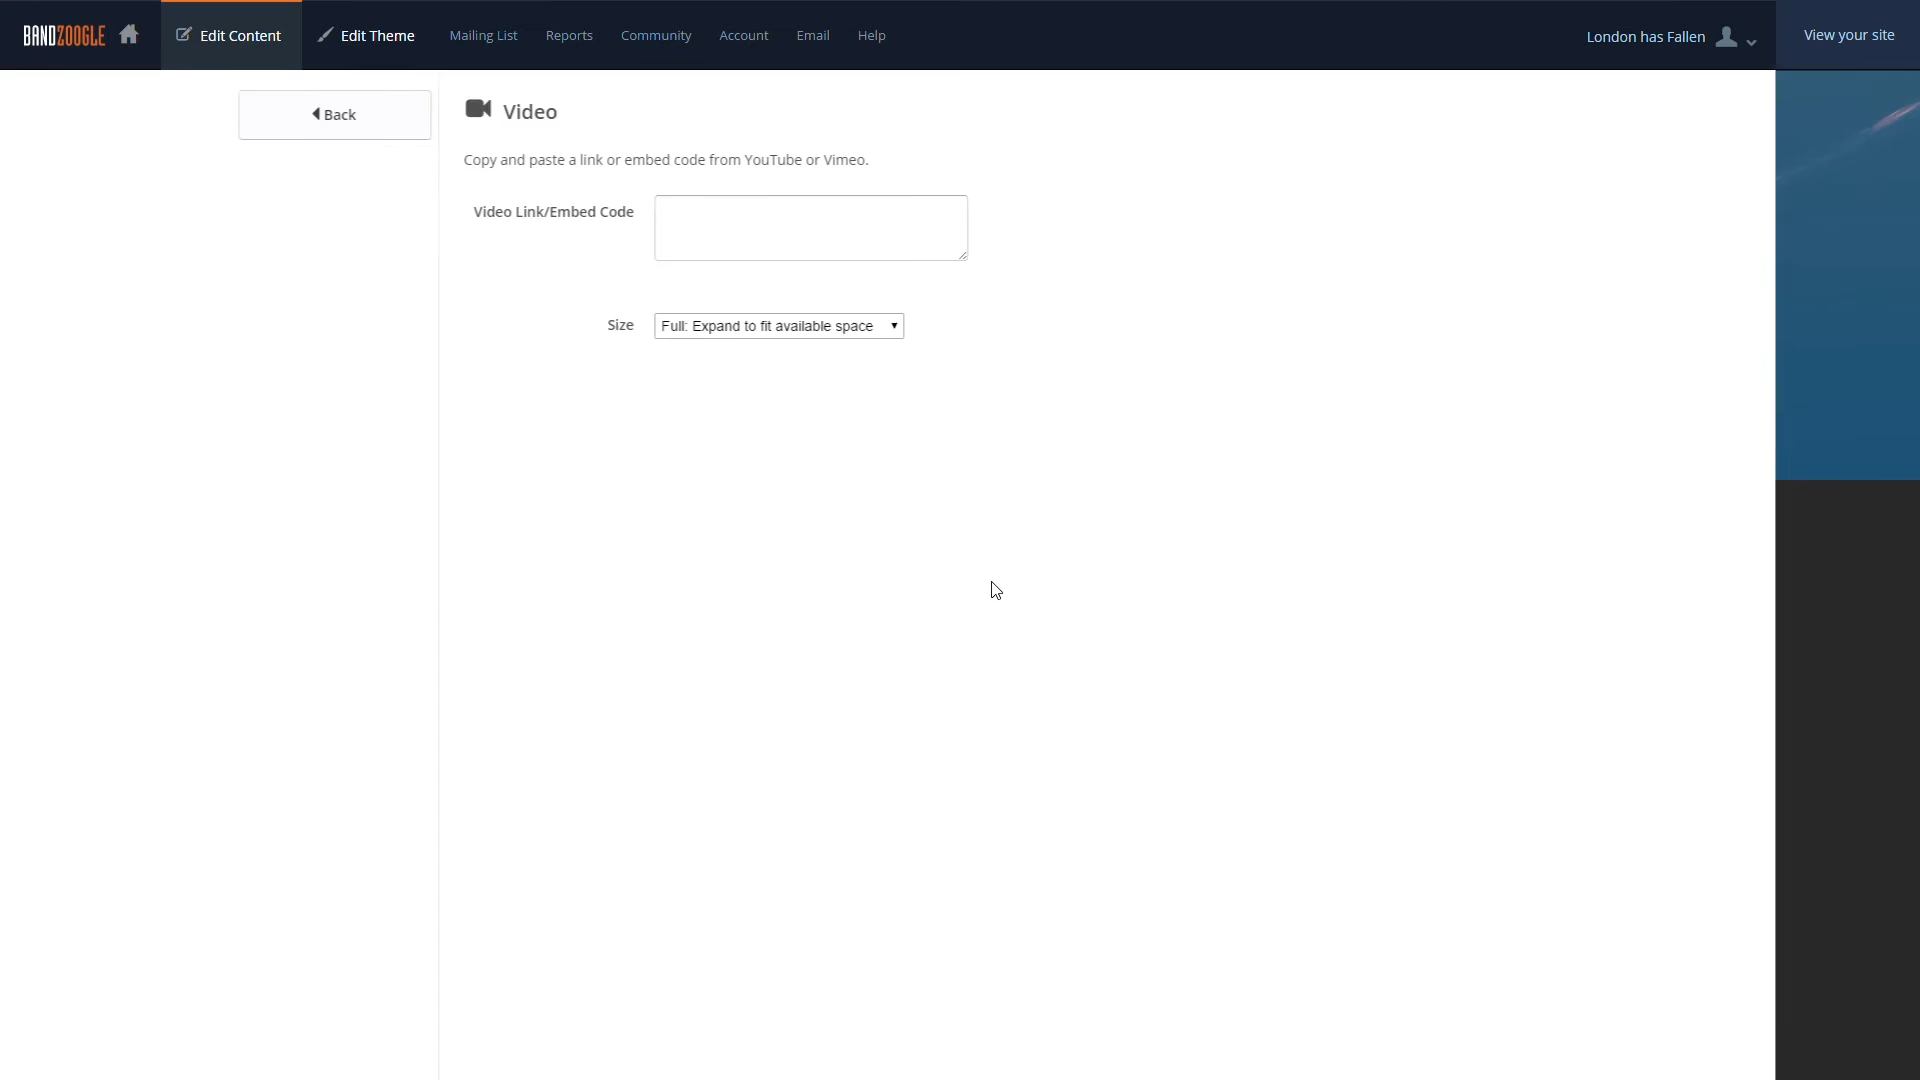 BANDZOOGLE
Edit Content
Edit Theme
Mailing List
Reports
Community
Account
Email
Help
London has Fallen
View your site
Back
Video
Copy and paste a link or embed code from YouTube or Vimeo.
Video Link/Embed Code
Size
Full: Expand to fit available space